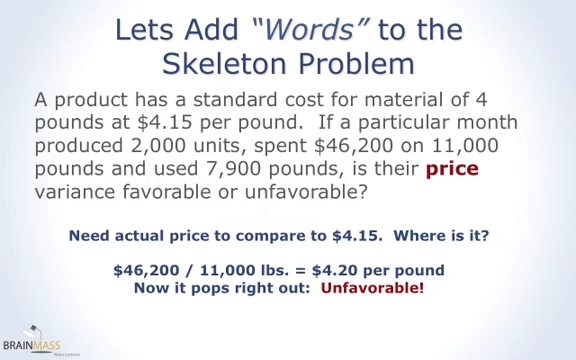 Lets Add “Words” to the
Skeleton Problem
A product has a standard cost for material of 4
pounds at $4.15 per pound.  If a particular month
produced 2,000 units, spent $46,200 on 11,000
pounds and used 7,900 pounds, is their price
variance favorable or unfavorable?
Need actual price to compare to $4.15.  Where is it?
$46,200 / 11,000 lbs. = $4.20 per pound
Now it pops right out:  Unfavorable!
BRAINMASS
Video Lectures